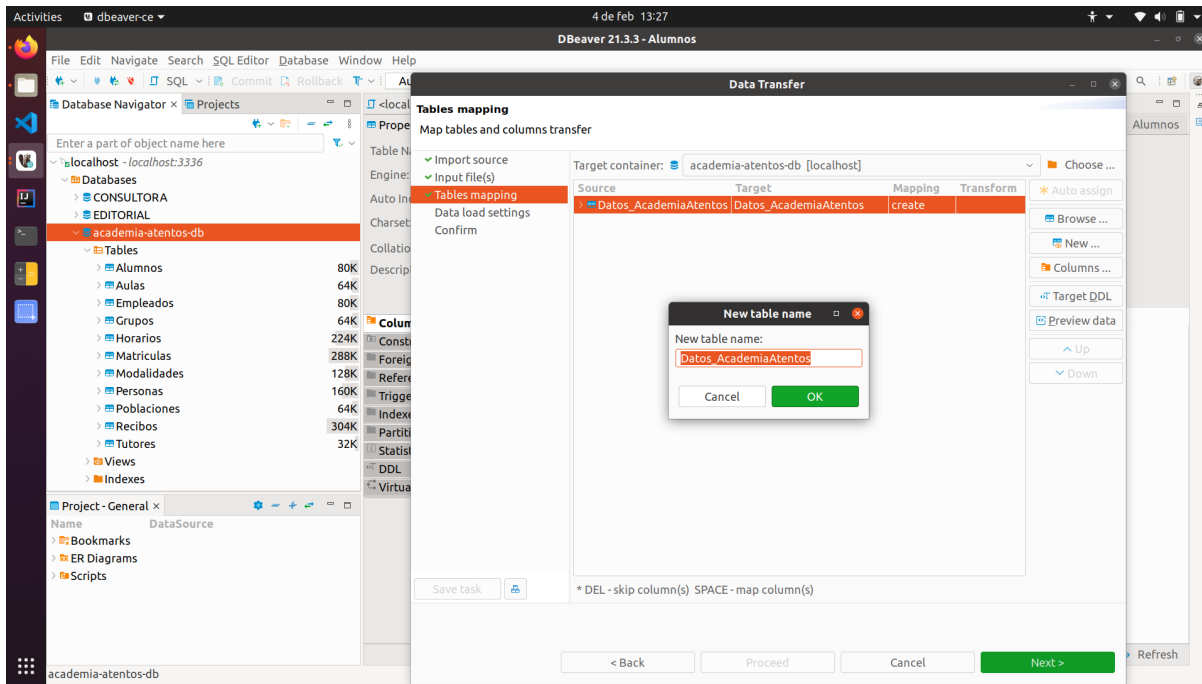 Activities dbeaver-ce 4 de feb 13:27
DBeaver 21.3.3 - Alumnos
File Edit Navigate Search SQL Editor Database Window Help
SQL Commit Rollback Au
Database Navigator Projects
Enter a part of object name here
localhost - localhost:3336
Databases
CONSULTORA
EDITORIAL
academia-atentos-db
Tables
Alumnos 80K
Aulas 64K
Empleados 80K
Grupos 64K
Horarios 224K
Matriculas 288K
Modalidades 128K
Personas 160K
Poblaciones 64K
Recibos 304K
Tutores 32K
Views
Indexes
Project - General
Name DataSource
Bookmarks
ER Diagrams
Scripts
academia-atentos-db
<local
Prope
Table Na
Engine:
Auto Inc
Charset
Collatio
Descrip
Colum
Constr
Foreig
Refere
Trigge
Indexe
Partiti
Statist
DDL
Virtua
Alumnos
Refresh
Data Transfer
Tables mapping
Map tables and columns transfer
Import source
Input file(s)
Tables mapping
Data load settings
Confirm
Target container: academia-atentos-db [localhost] Choose ...
Source Target Mapping Transform
Datos_AcademiaAtentos Datos_AcademiaAtentos create
Auto assign
Browse ...
New ...
Columns ...
Target DDL
Preview data
Up
Down
New table name
New table name:
Datos_AcademiaAtentos
Cancel OK
Save task
* DEL - skip column(s) SPACE - map column(s)
< Back Proceed Cancel Next >